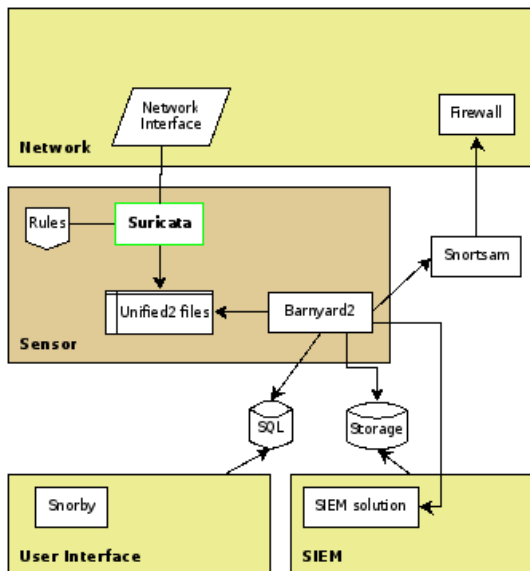 Network
Interface
Firewall
Network
Rules
Suricata
Snortsam
Unified2 files
Barnyard2
Sensor
SQL
Storage
Snorby
SIEM solution
User Interface
SIEM